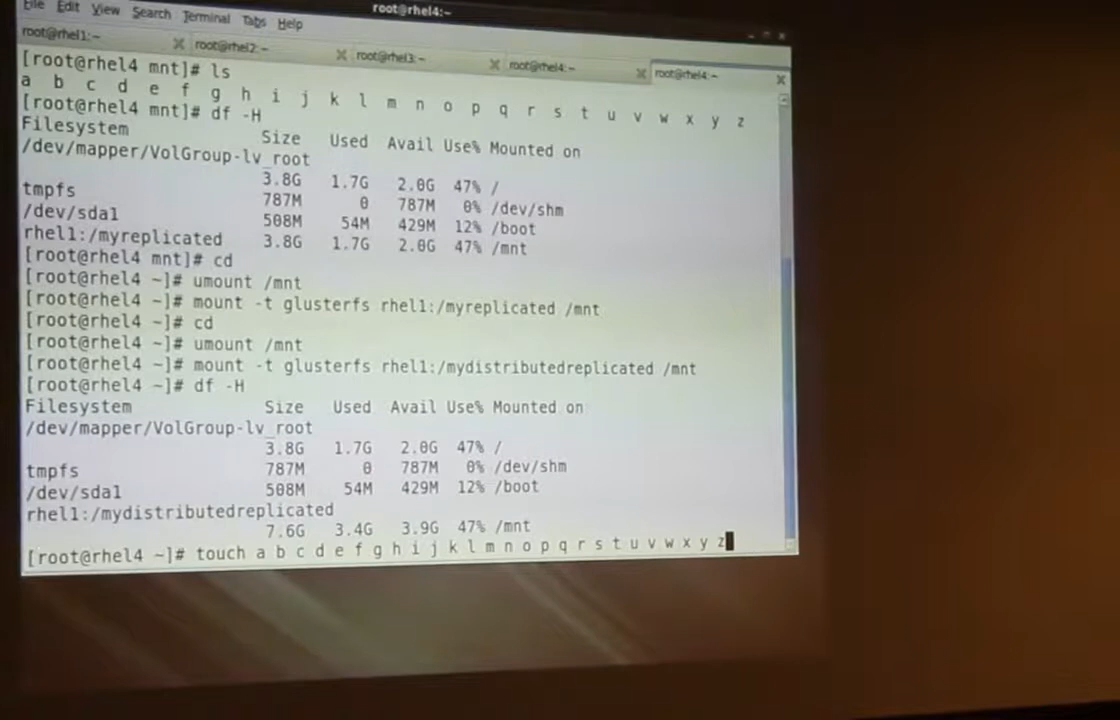 root@rhel4:~
File Edit View Search Terminal Tabs Help
root@rhel1:~ root@rhel2:~ root@rhel3:~ root@rhel4:~ root@rhel4:~
[root@rhel4 mnt]# ls
a b c d e f g h i j k l m n o p q r s t u v w x y z
[root@rhel4 mnt]# df -H
Filesystem Size Used Avail Use% Mounted on
/dev/mapper/VolGroup-lv_root
3.8G 1.7G 2.0G 47% /
tmpfs 787M 0 787M 0% /dev/shm
/dev/sda1 508M 54M 429M 12% /boot
rhel1:/myreplicated 3.8G 1.7G 2.0G 47% /mnt
[root@rhel4 mnt]# cd
[root@rhel4 ~]# umount /mnt
[root@rhel4 ~]# mount -t glusterfs rhel1:/myreplicated /mnt
[root@rhel4 ~]# cd
[root@rhel4 ~]# umount /mnt
[root@rhel4 ~]# mount -t glusterfs rhel1:/mydistributedreplicated /mnt
[root@rhel4 ~]# df -H
Filesystem Size Used Avail Use% Mounted on
/dev/mapper/VolGroup-lv_root
3.8G 1.7G 2.0G 47% /
tmpfs 787M 0 787M 0% /dev/shm
/dev/sda1 508M 54M 429M 12% /boot
rhel1:/mydistributedreplicated
7.6G 3.4G 3.9G 47% /mnt
[root@rhel4 ~]# touch a b c d e f g h i j k l m n o p q r s t u v w x y z